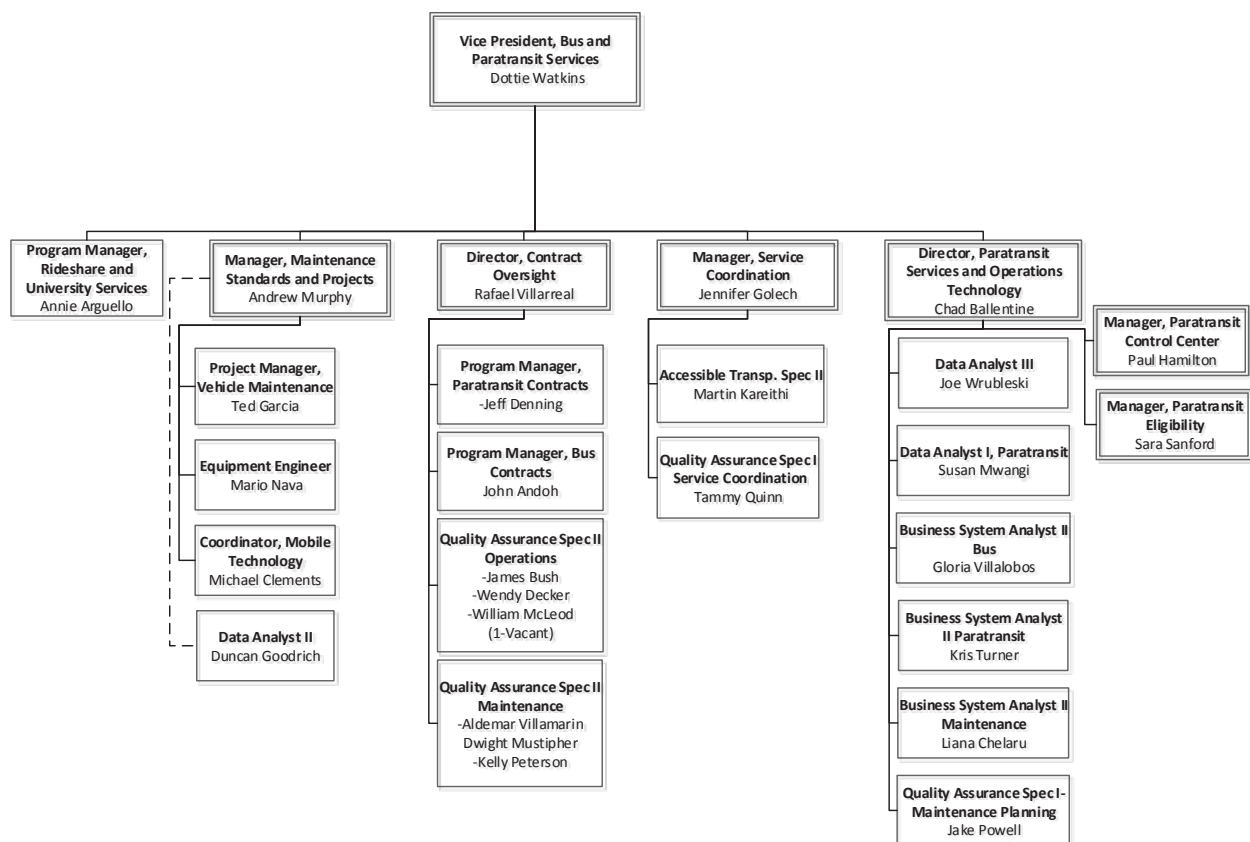 Vice President, Bus and
Paratransit Services
Dottie Watkins
Program Manager,
Rideshare and
University Services
Annie Arguello
Manager, Maintenance
Standards and Projects
Andrew Murphy
Project Manager,
Vehicle Maintenance
Ted Garcia
Equipment Engineer
Mario Nava
Coordinator, Mobile
Technology
Michael Clements
Data Analyst II
Duncan Goodrich
Director, Contract
Oversight
Rafael Villarreal
Program Manager,
Paratransit Contracts
-Jeff Denning
Program Manager, Bus
Contracts
John Andoh
Quality Assurance Spec II
Operations
-James Bush
-Wendy Decker
-William McLeod
(1-Vacant)
Quality Assurance Spec II
Maintenance
-Aldemar Villamarin
Dwight Mustipher
-Kelly Peterson
Manager, Service
Coordination
Jennifer Golech
Accessible Transp. Spec II
Martin Kareithi
Quality Assurance Spec I
Service Coordination
Tammy Quinn
Director, Paratransit
Services and Operations
Technology
Chad Ballentine
Data Analyst III
Joe Wrubleski
Data Analyst I, Paratransit
Susan Mwangi
Business System Analyst II
Bus
Gloria Villalobos
Business System Analyst
II Paratransit
Kris Turner
Business System Analyst II
Maintenance
Liana Chelaru
Quality Assurance Spec I-
Maintenance Planning
Jake Powell
Manager, Paratransit
Control Center
Paul Hamilton
Manager, Paratransit
Eligibility
Sara Sanford